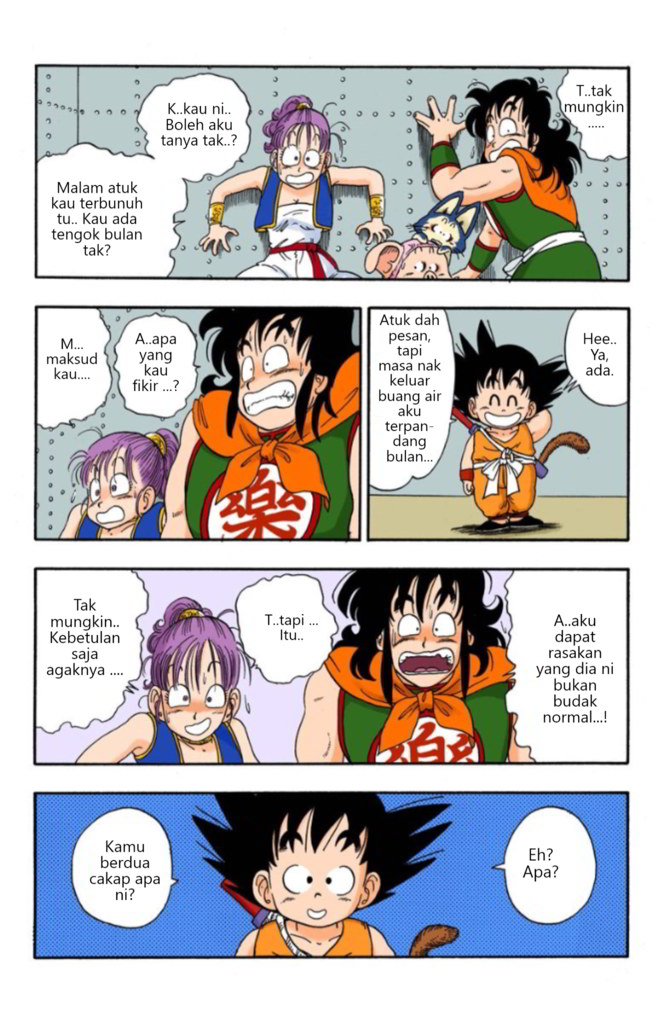 T..tak
mungkin
.....
K..kau ni..
Boleh aku
tanya tak..?
Malam atuk
kau terbunuh
tu.. Kau ada
tengok bulan
tak?
Hee..
Ya,
ada.
Atuk dah
pesan,
tapi
masa nak
keluar
buang air
aku
terpan-
dang
bulan...
A..apa
yang
kau
fikir ...?
M...
maksud
kau....
樂
A..aku
dapat
rasakan
yang dia ni
bukan
budak
normal...!
T..tapi ...
Itu..
Tak
mungkin..
Kebetulan
saja
agaknya ....
樂
Eh?
Apa?
Kamu
berdua
cakap apa
ni?